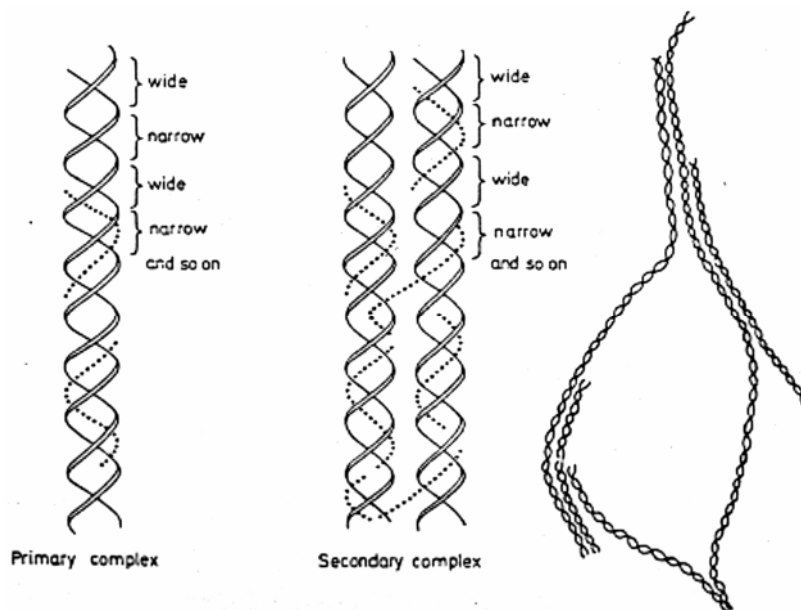 wide
narrow
wide
narrow
and so on
Primary complex
wide
narrow
wide
narrow
and so on
Secondary complex